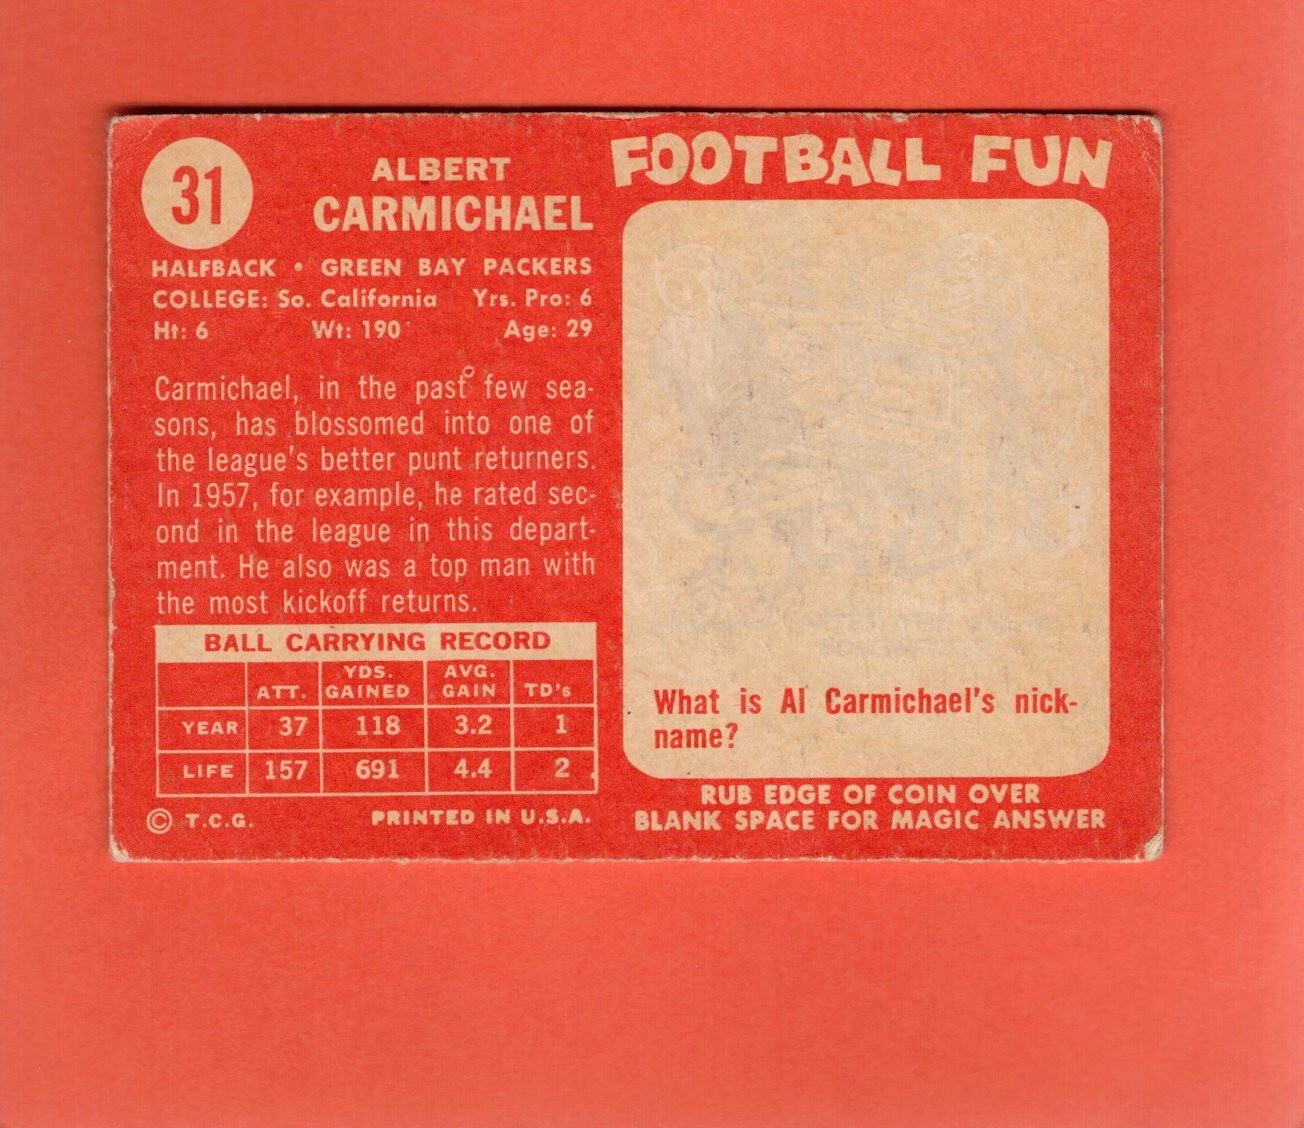 31
ALBERT
CARMICHAEL
HALFBACK • GREEN BAY PACKERS
COLLEGE: So. California Yrs. Pro: 6
Ht: 6 Wt: 190 Age: 29
Carmichael, in the past few sea-
sons, has blossomed into one of
the league's better punt returners.
In 1957, for example, he rated sec-
ond in the league in this depart-
ment. He also was a top man with
the most kickoff returns.
BALL CARRYING RECORD
ATT. YDS. GAINED AVG. GAIN TD's
YEAR 37 118 3.2 1
LIFE 157 691 4.4 2
© T.C.G. PRINTED IN U.S.A.
FOOTBALL FUN
What is Al Carmichael's nick-
name?
RUB EDGE OF COIN OVER
BLANK SPACE FOR MAGIC ANSWER